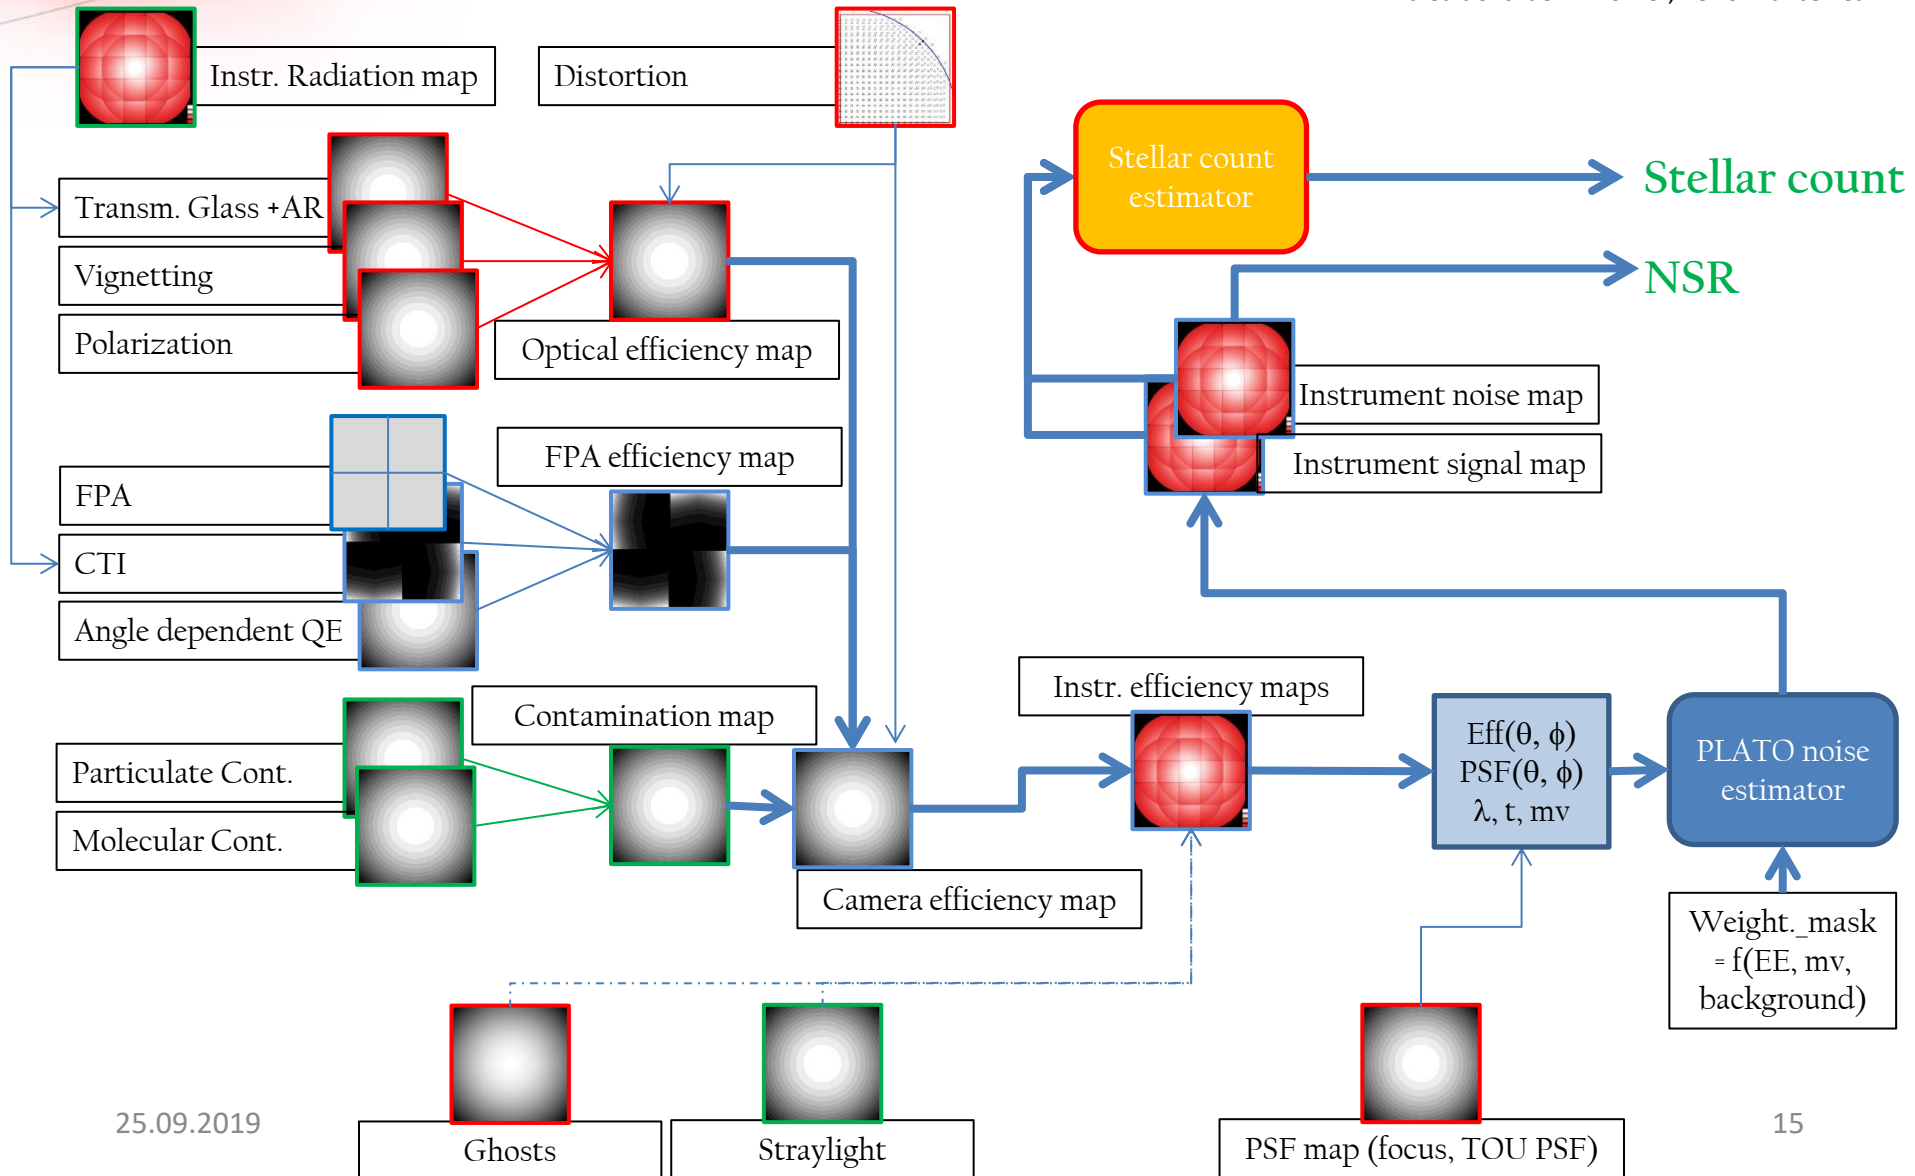 Instr. Radiation map
Distortion
Transm. Glass +AR
Vignetting
Polarization
Optical efficiency map
FPA
CTI
Angle dependent QE
FPA efficiency map
Particulate Cont.
Molecular Cont.
Contamination map
Camera efficiency map
Instr. efficiency maps
Ghosts
Straylight
PSF map (focus, TOU PSF)
Eff(θ, ϕ)
PSF(θ, ϕ)
λ, t, mv
PLATO noise
estimator
Weight._mask
= f(EE, mv,
background)
Instrument noise map
Instrument signal map
Stellar count
estimator
Stellar count
NSR
25.09.2019
15